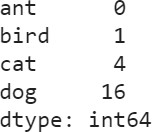 ant 0
bird 1
cat 4
dog 16
dtype: int64